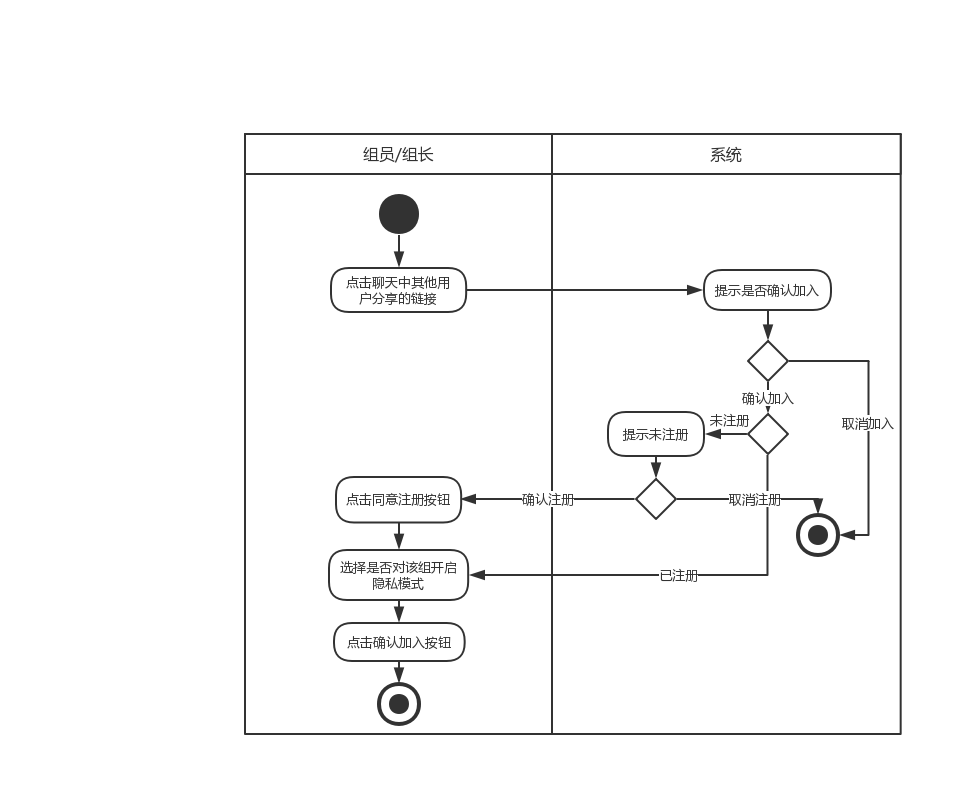 组员/组长
系统
点击聊天中其他用
户分享的链接
提示是否确认加入
确认加入
未注册
取消加入
提示未注册
点击同意注册按钮
确认注册
取消注册
选择是否对该组开启
隐私模式
已注册
点击确认加入按钮